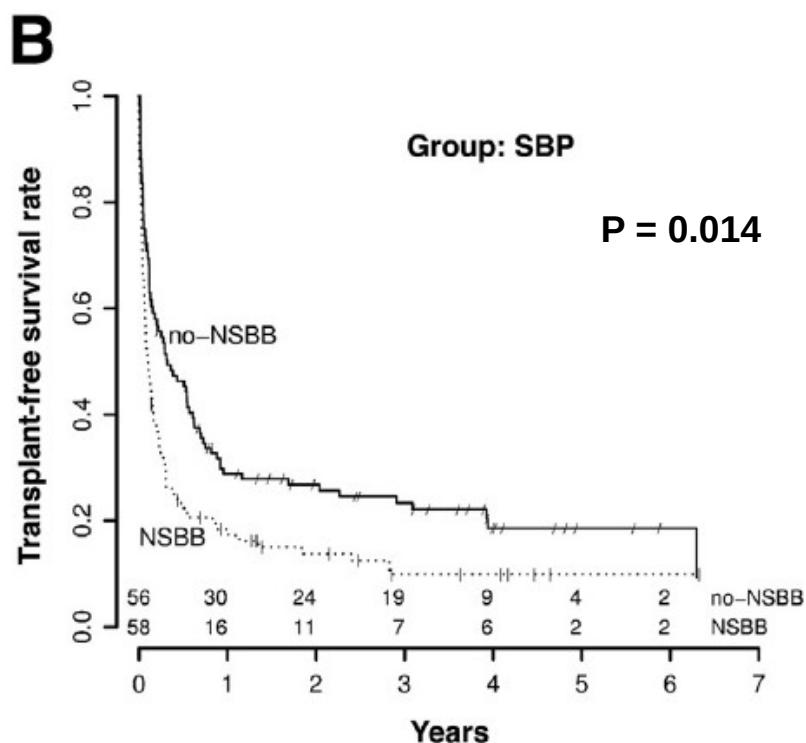 B
Group: SBP
P = 0.014
Transplant-free survival rate
1.0
0.8
0.6
0.4
0.2
0.0
no-NSBB
NSBB
56 30 24 19 9 4 2 no-NSBB
58 16 11 7 6 2 2 NSBB
0 1 2 3 4 5 6 7
Years